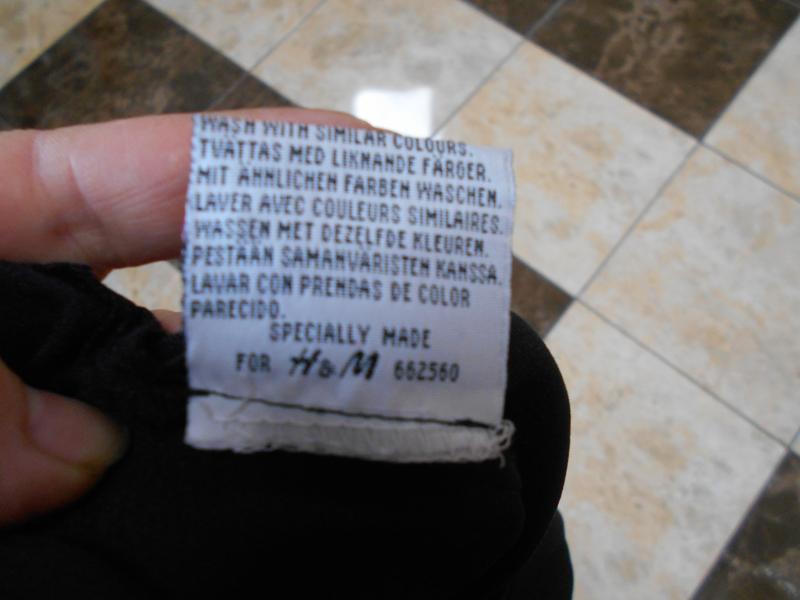 WASH WITH SIMILAR COLOURS.
TVÄTTAS MED LIKNANDE FÄRGER.
MIT ÄHNLICHEN FARBEN WASCHEN.
LAVER AVEC COULEURS SIMILAIRES.
WASSEN MET DEZELFDE KLEUREN.
PESTÄÄN SAMANVÄRISTEN KANSSA.
LAVAR CON PRENDAS DE COLOR
PARECIDO.
SPECIALLY MADE
FOR H&M 662560